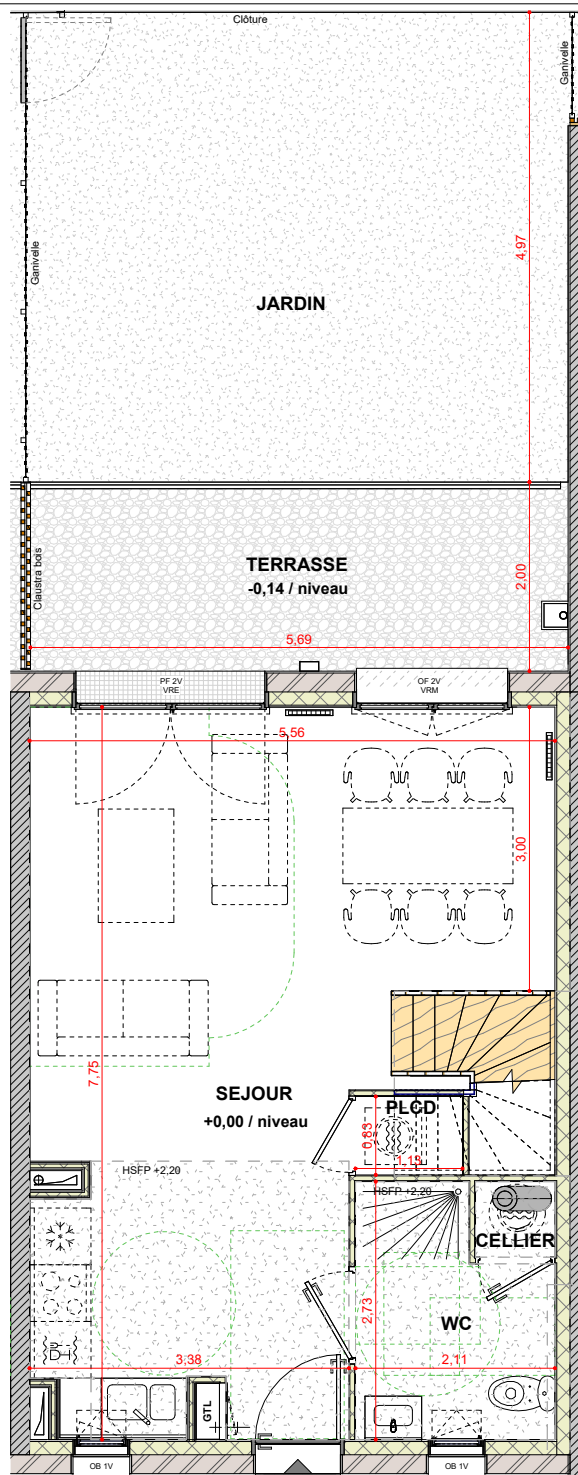 Clôture
Ganivelle
Ganivelle
4,97
JARDIN
Claustra bois
TERRASSE
-0,14 / niveau
2,00
5,69
PF 2V
VRE
OF 2V
VRM
5,56
3,00
7,75
SEJOUR
+0,00 / niveau
PLCD
0,83
1,13
HSFP +2,20
HSFP +2,20
CELLIER
2,73
WC
3,38
2,11
GTL
OB 1V
OB 1V